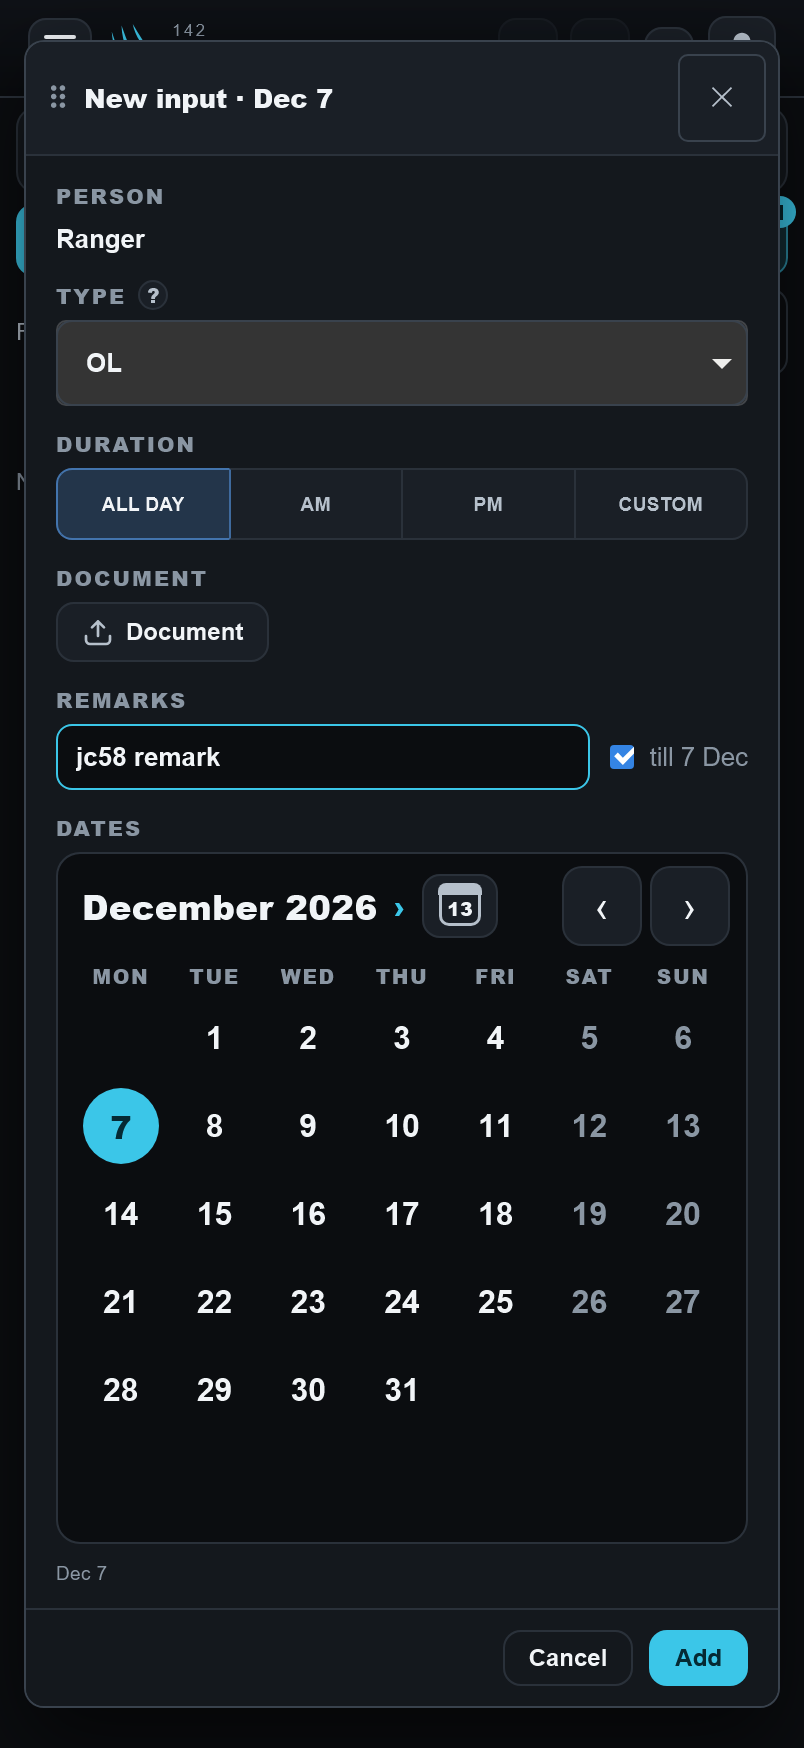 142
New input · Dec 7
PERSON
Ranger
TYPE ?
OL
DURATION
ALL DAY AM PM CUSTOM
DOCUMENT
Document
REMARKS
jc58 remark till 7 Dec
DATES
December 2026 › 13 ‹ ›
MON TUE WED THU FRI SAT SUN
1 2 3 4 5 6
7 8 9 10 11 12 13
14 15 16 17 18 19 20
21 22 23 24 25 26 27
28 29 30 31
Dec 7
Cancel Add